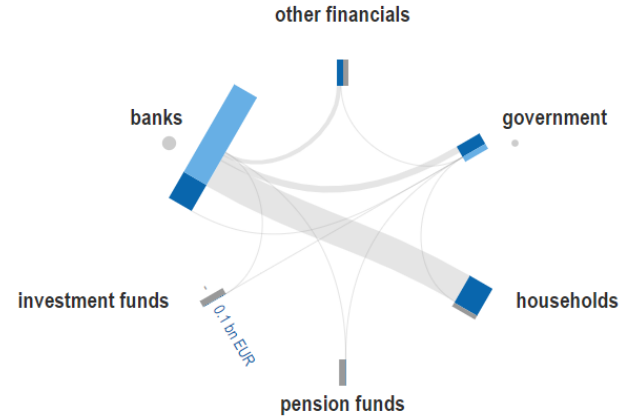 other financials
banks
government
investment funds
0.1 bn EUR
households
pension funds